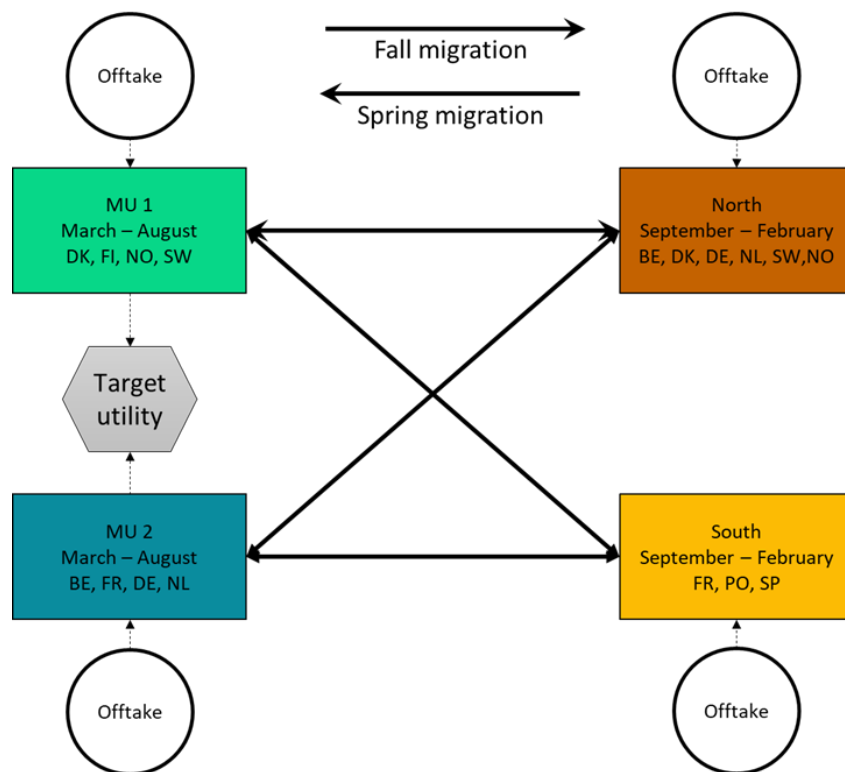 Offtake
Fall migration
Spring migration
Offtake
MU 1
March – August
DK, FI, NO, SW
North
September – February
BE, DK, DE, NL, SW,NO
Target
utility
MU 2
March – August
BE, FR, DE, NL
South
September – February
FR, PO, SP
Offtake
Offtake